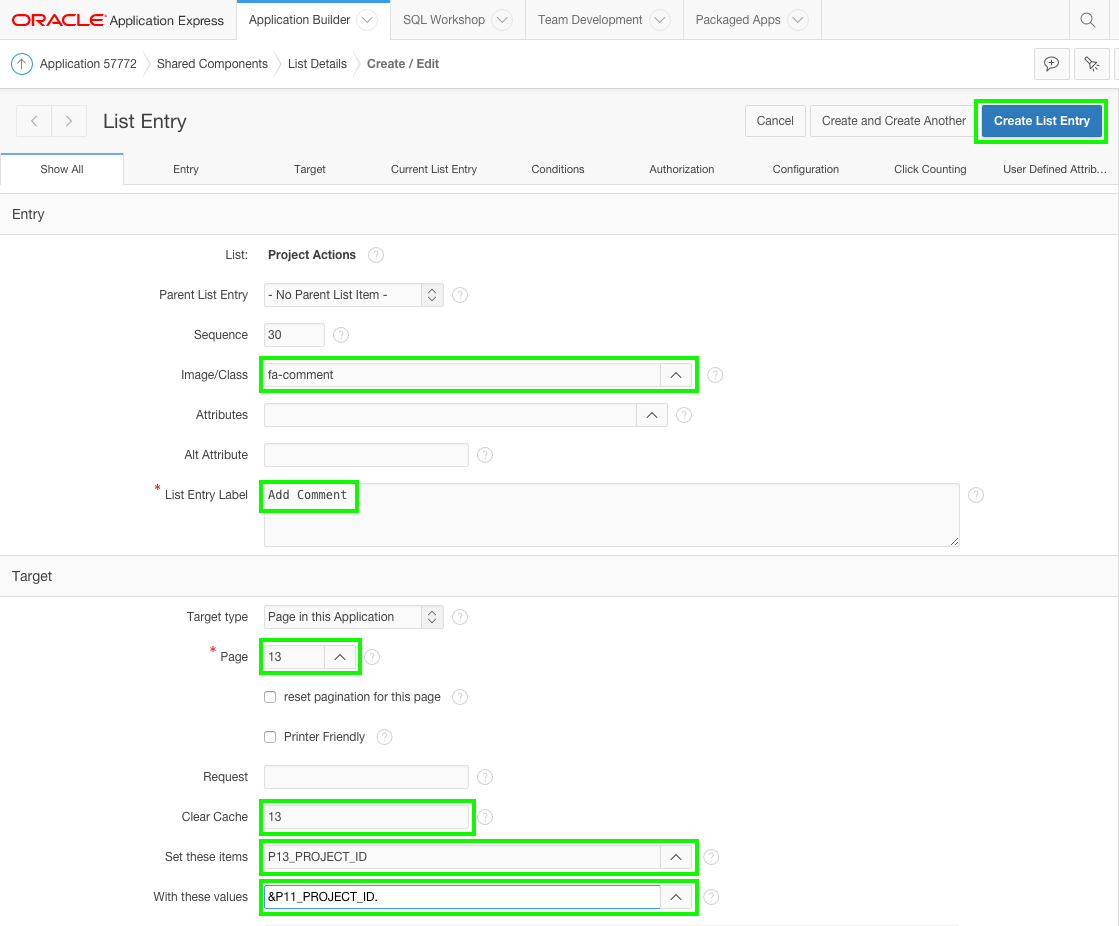 ORACLE Application Express Application Builder SQL Workshop Team Development Packaged Apps
Application 57772 Shared Components List Details Create / Edit
List Entry Cancel Create and Create Another Create List Entry
Show All Entry Target Current List Entry Conditions Authorization Configuration Click Counting User Defined Attrib...
Entry
List: Project Actions ?
Parent List Entry - No Parent List Item - ?
Sequence 30 ?
Image/Class fa-comment ?
Attributes ?
Alt Attribute ?
* List Entry Label Add Comment ?
Target
Target type Page in this Application ?
* Page 13 ?
reset pagination for this page ?
Printer Friendly ?
Request ?
Clear Cache 13 ?
Set these items P13_PROJECT_ID ?
With these values &P11_PROJECT_ID. ?